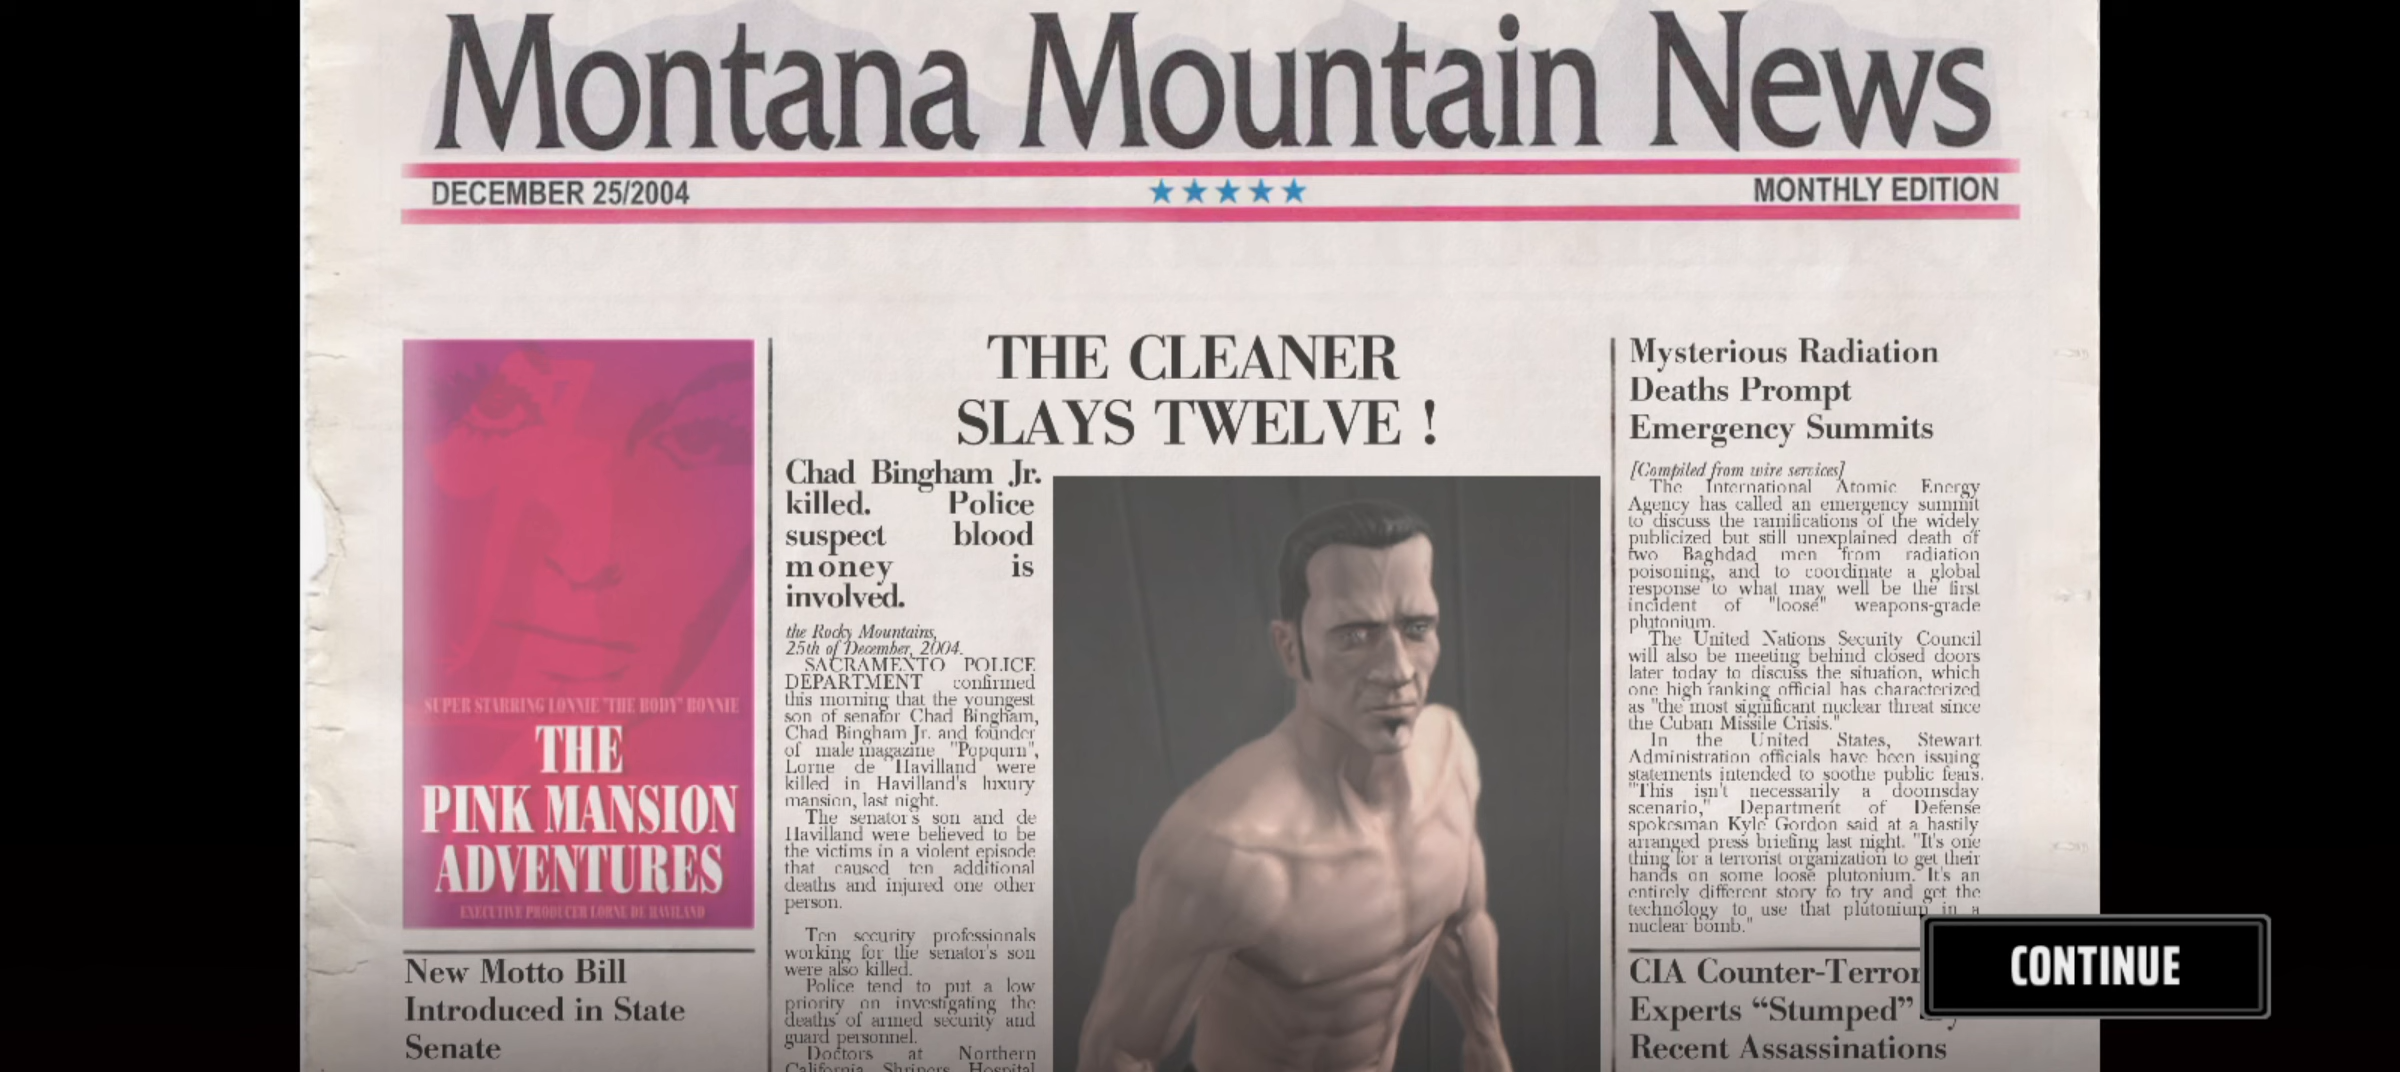 Montana Mountain News
DECEMBER 25/2004
★★★★★
MONTHLY EDITION
SUPER STARRING LONNIE "THE BODY" BONNIE
THE
PINK MANSION
ADVENTURES
EXECUTIVE PRODUCER LORNE DE HAVILAND
New Motto Bill
Introduced in State
Senate
THE CLEANER
SLAYS TWELVE !
Chad Bingham Jr.
killed. Police
suspect blood
money is
involved.
the Rocky Mountains,
25th of December, 2004.
SACRAMENTO POLICE
DEPARTMENT confirmed
this morning that the youngest
son of senator Chad Bingham,
Chad Bingham Jr. and founder
of male magazine "Popqurn",
Lorne de Havilland were
killed in Havilland's luxury
mansion, last night.
The senator's son and de
Havilland were believed to be
the victims in a violent episode
that caused ten additional
deaths and injured one other
person.
Ten security professionals
working for the senator's son
were also killed.
Police tend to put a low
priority on investigating the
deaths of armed security and
guard personnel.
Doctors at Northern
California Shriners Hospital
Mysterious Radiation
Deaths Prompt
Emergency Summits
[Compiled from wire services]
The International Atomic Energy
Agency has called an emergency summit
to discuss the ramifications of the widely
publicized but still unexplained death of
two Baghdad men from radiation
poisoning, and to coordinate a global
response to what may well be the first
incident of "loose" weapons-grade
plutonium.
The United Nations Security Council
will also be meeting behind closed doors
later today to discuss the situation, which
one high ranking official has characterized
as "the most significant nuclear threat since
the Cuban Missile Crisis."
In the United States, Stewart
Administration officials have been issuing
statements intended to soothe public fears.
"This isn't necessarily a doomsday
scenario," Department of Defense
spokesman Kyle Gordon said at a hastily
arranged press briefing last night. "It's one
thing for a terrorist organization to get their
hands on some loose plutonium. It's an
entirely different story to try and get the
technology to use that plutonium in a
nuclear bomb."
CIA Counter-Terror
Experts “Stumped”
Recent Assassinations
CONTINUE